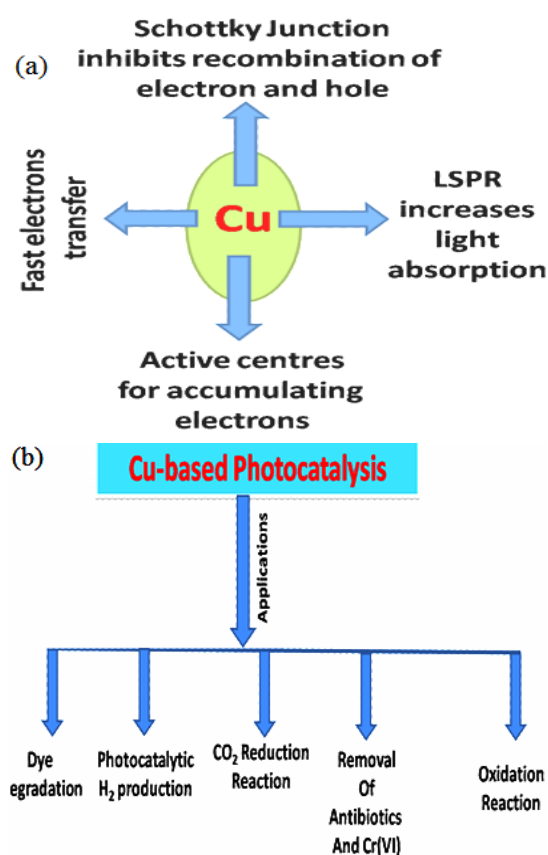 (a)
Schottky Junction
inhibits recombination of
electron and hole
Fast electrons
transfer
Cu
LSPR
increases
light
absorption
Active centres
for accumulating
electrons
(b)
Cu-based Photocatalysis
Applications
Dye
egradation
Photocatalytic
H₂ production
CO₂ Reduction
Reaction
Removal
Of
Antibiotics
And Cr(VI)
Oxidation
Reaction